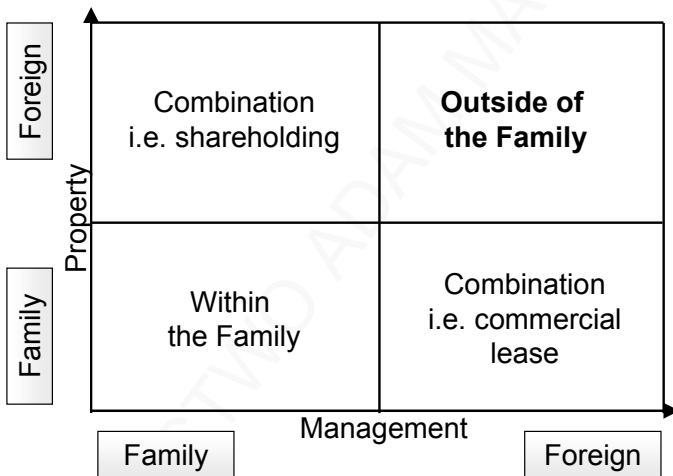 Foreign
Combination
i.e. shareholding
Outside of
the Family
Property
Family
Within
the Family
Combination
i.e. commercial
lease
Management
Family
Foreign